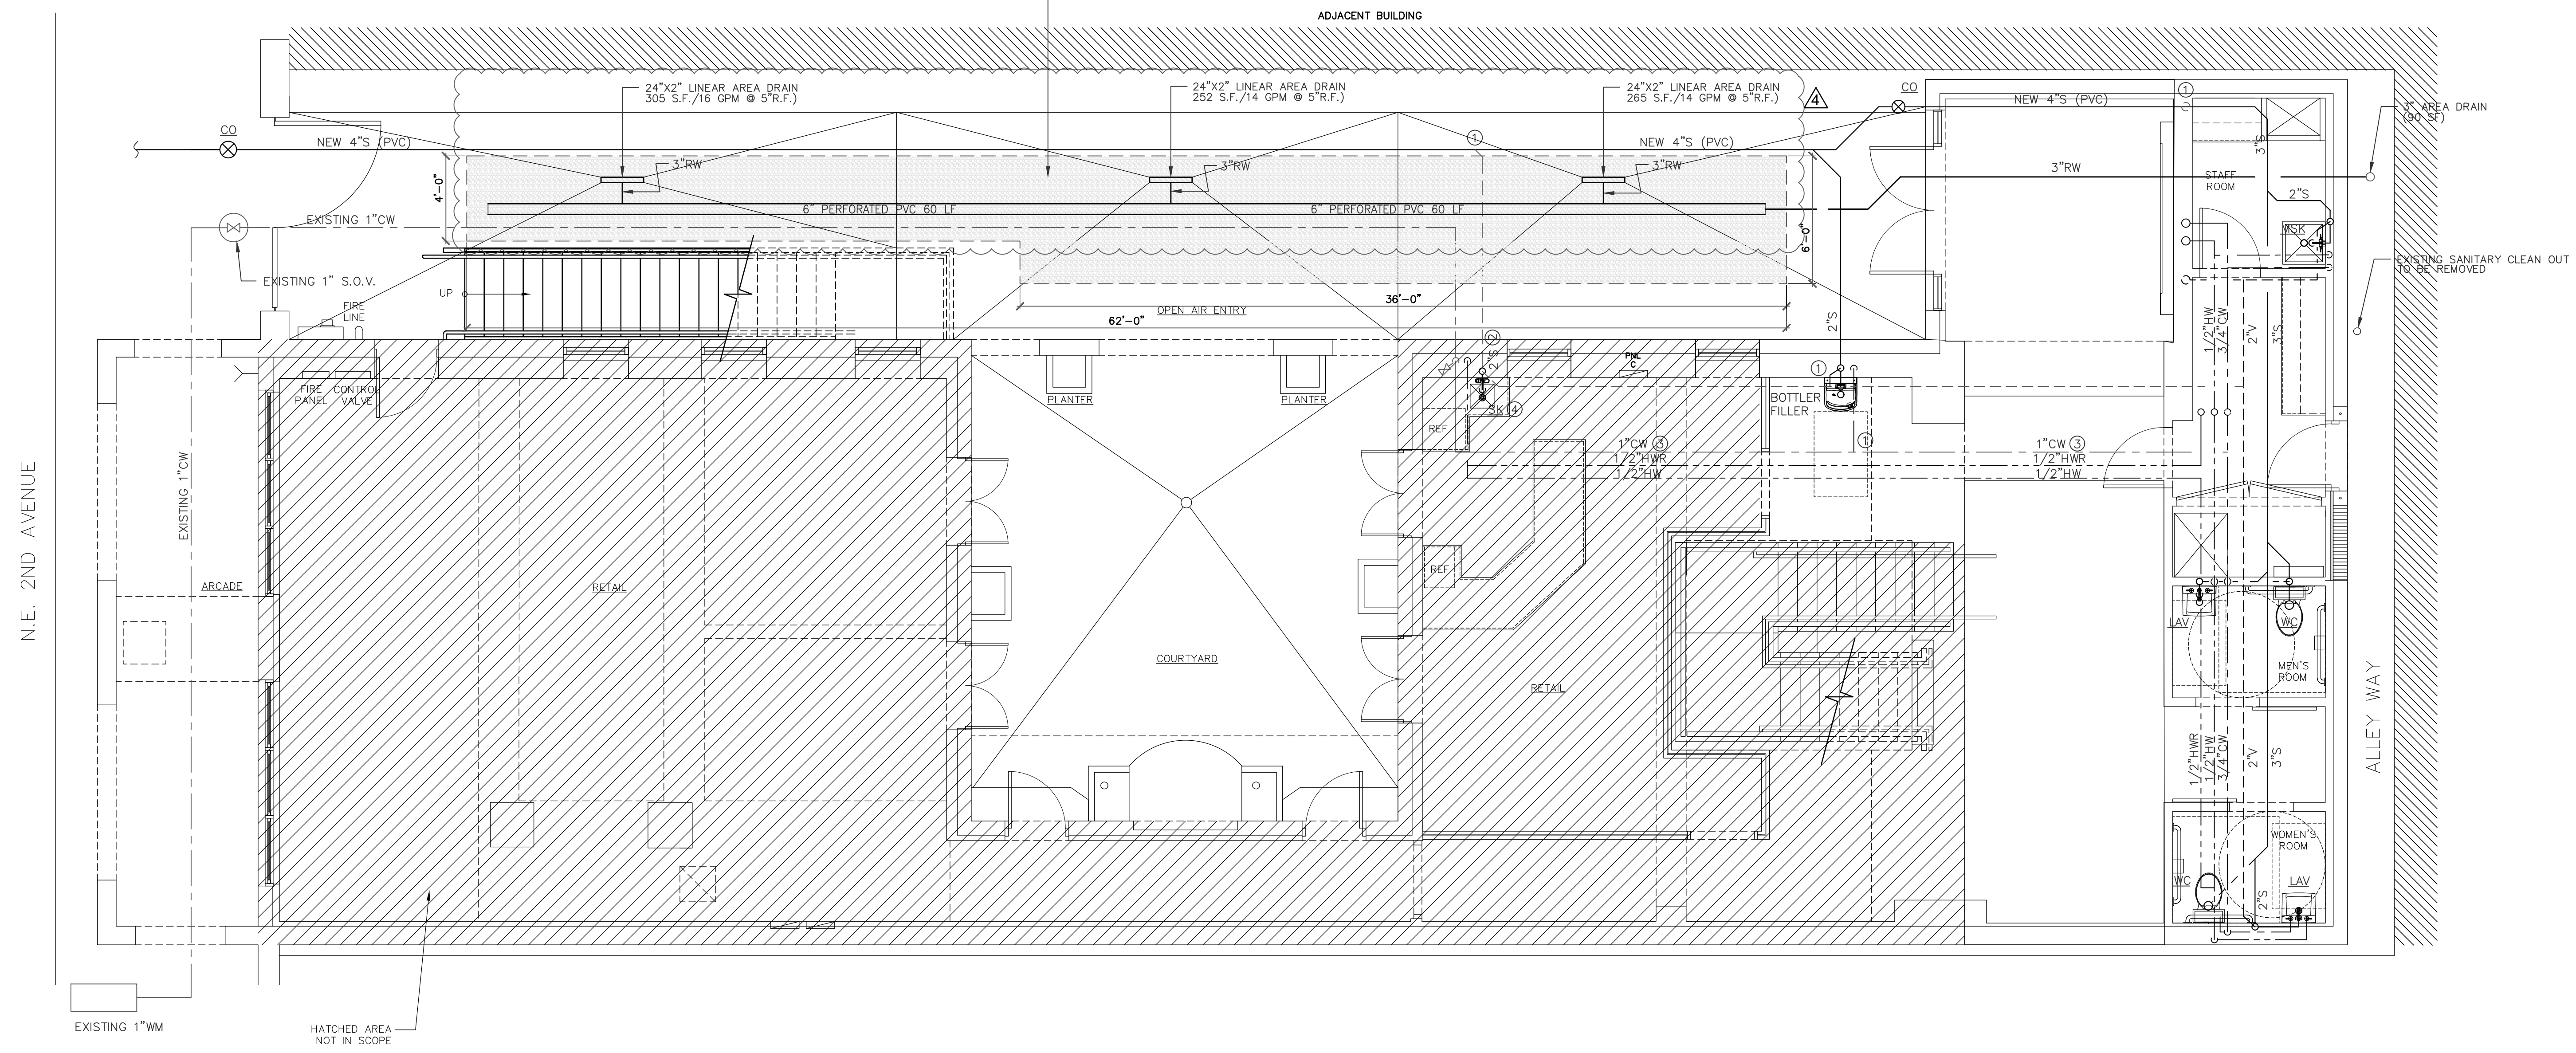 ADJACENT BUILDING
24"X2" LINEAR AREA DRAIN
305 S.F./16 GPM @ 5"R.F.)
24"X2" LINEAR AREA DRAIN
252 S.F./14 GPM @ 5"R.F.)
24"X2" LINEAR AREA DRAIN
265 S.F./14 GPM @ 5"R.F.)
4
CO
NEW 4"S (PVC)
1
3" AREA DRAIN
(90 SF)
CO
NEW 4"S (PVC)
1
NEW 4"S (PVC)
3"S
3"RW
3"RW
3"RW
3"RW
4'-0"
STAFF
ROOM
2"S
6" PERFORATED PVC 60 LF
6" PERFORATED PVC 60 LF
EXISTING 1"CW
MSK
6'-0"
EXISTING SANITARY CLEAN OUT
TO BE REMOVED
EXISTING 1" S.O.V.
UP
36'-0"
FIRE
LINE
OPEN AIR ENTRY
62'-0"
2"S
1/2"HW
3/4"CW
2"V
3"S
2"S 2
PNL
C
1
FIRE
PANEL
CONTROL
VALVE
PLANTER
PLANTER
BOTTLER
FILLER
SK 4
REF
1
1"CW 3
1/2"HWR
1/2"HW
1"CW 3
1/2"HWR
1/2"HW
N.E. 2ND AVENUE
EXISTING 1"CW
REF
ARCADE
RETAIL
LAV
WC
COURTYARD
MEN'S
ROOM
RETAIL
ALLEY WAY
1/2"HWR
1/2"HW
3/4"CW
2"V
3"S
WOMEN'S
ROOM
WC
LAV
2"S
EXISTING 1"WM
HATCHED AREA
NOT IN SCOPE